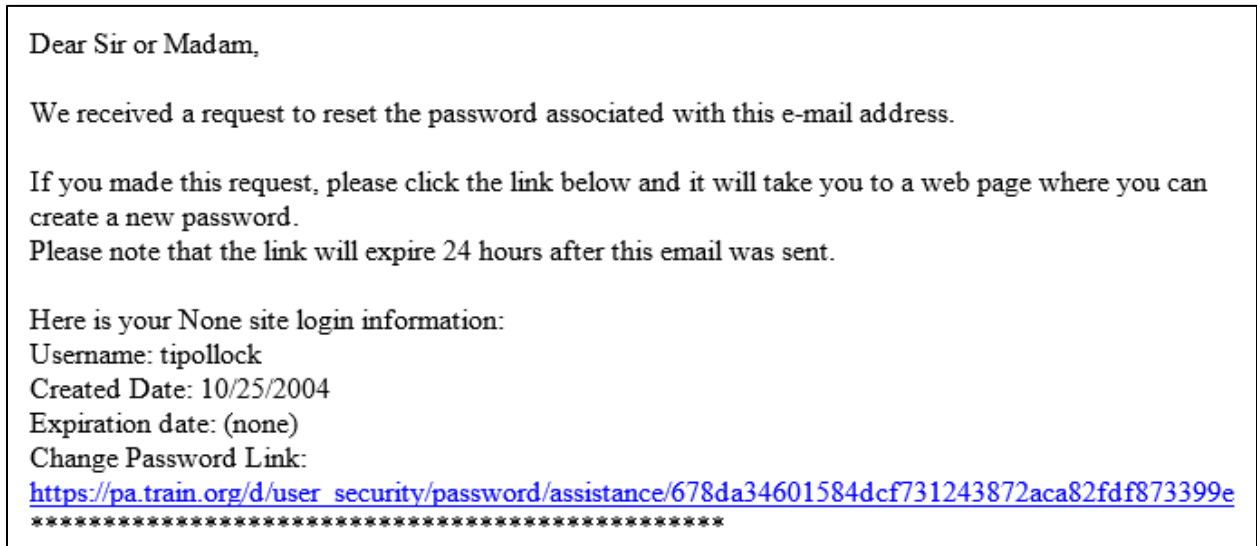 Dear Sir or Madam,
We received a request to reset the password associated with this e-mail address.
If you made this request, please click the link below and it will take you to a web page where you can
create a new password.
Please note that the link will expire 24 hours after this email was sent.
Here is your None site login information:
Username: tipollock
Created Date: 10/25/2004
Expiration date: (none)
Change Password Link:
https://pa.train.org/d/user_security/password/assistance/678da34601584dcf731243872aca82fdf873399e
**************************************************